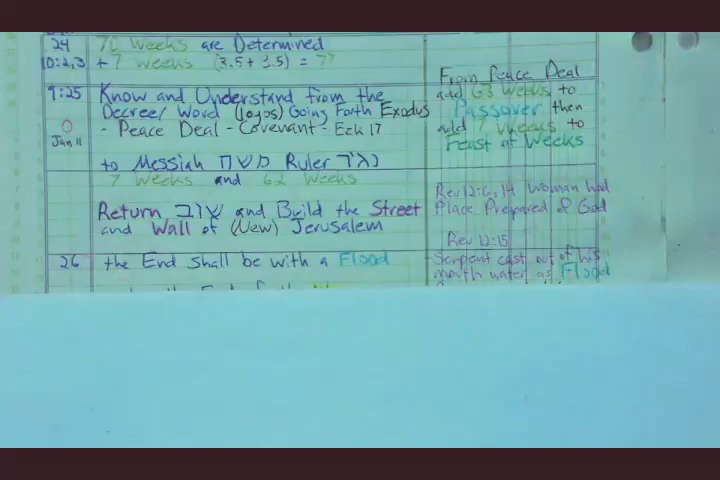 24 70 Weeks are Determined
10:2,3 + 7 weeks (3.5 + 3.5) = 77
9:25 Know and Understand from the
Decree/Word (logos) Going Forth Exodus
- Peace Deal - Covenant - Ezk 17
Jan 11
to Messiah משח Ruler נגיד
7 weeks and 62 Weeks
Return שוב and Build the Street
and Wall of (New) Jerusalem
26 the End shall be with a Flood
From Peace Deal
add 63 Weeks to
Passover then
add 7 Weeks to
Feast of Weeks
Rev 12:6, 14 Woman had
Place Prepared of God
Rev 12:15
Serpent cast out of his
mouth water as Flood